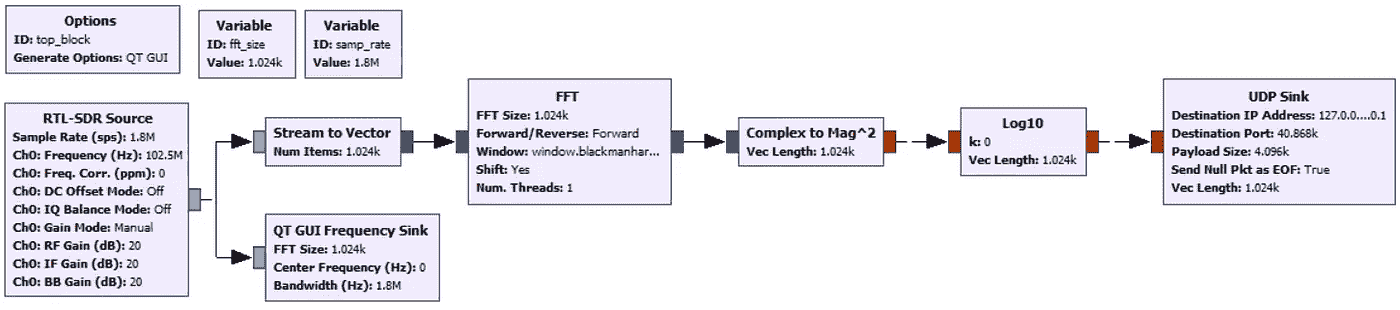 Options
ID: top_block
Generate Options: QT GUI
Variable
ID: fft_size
Value: 1.024k
Variable
ID: samp_rate
Value: 1.8M
RTL-SDR Source
Sample Rate (sps): 1.8M
Ch0: Frequency (Hz): 102.5M
Ch0: Freq. Corr. (ppm): 0
Ch0: DC Offset Mode: Off
Ch0: IQ Balance Mode: Off
Ch0: Gain Mode: Manual
Ch0: RF Gain (dB): 20
Ch0: IF Gain (dB): 20
Ch0: BB Gain (dB): 20
Stream to Vector
Num Items: 1.024k
QT GUI Frequency Sink
FFT Size: 1.024k
Center Frequency (Hz): 0
Bandwidth (Hz): 1.8M
FFT
FFT Size: 1.024k
Forward/Reverse: Forward
Window: window.blackmanhar...
Shift: Yes
Num. Threads: 1
Complex to Mag^2
Vec Length: 1.024k
Log10
k: 0
Vec Length: 1.024k
UDP Sink
Destination IP Address: 127.0.0....0.1
Destination Port: 40.868k
Payload Size: 4.096k
Send Null Pkt as EOF: True
Vec Length: 1.024k